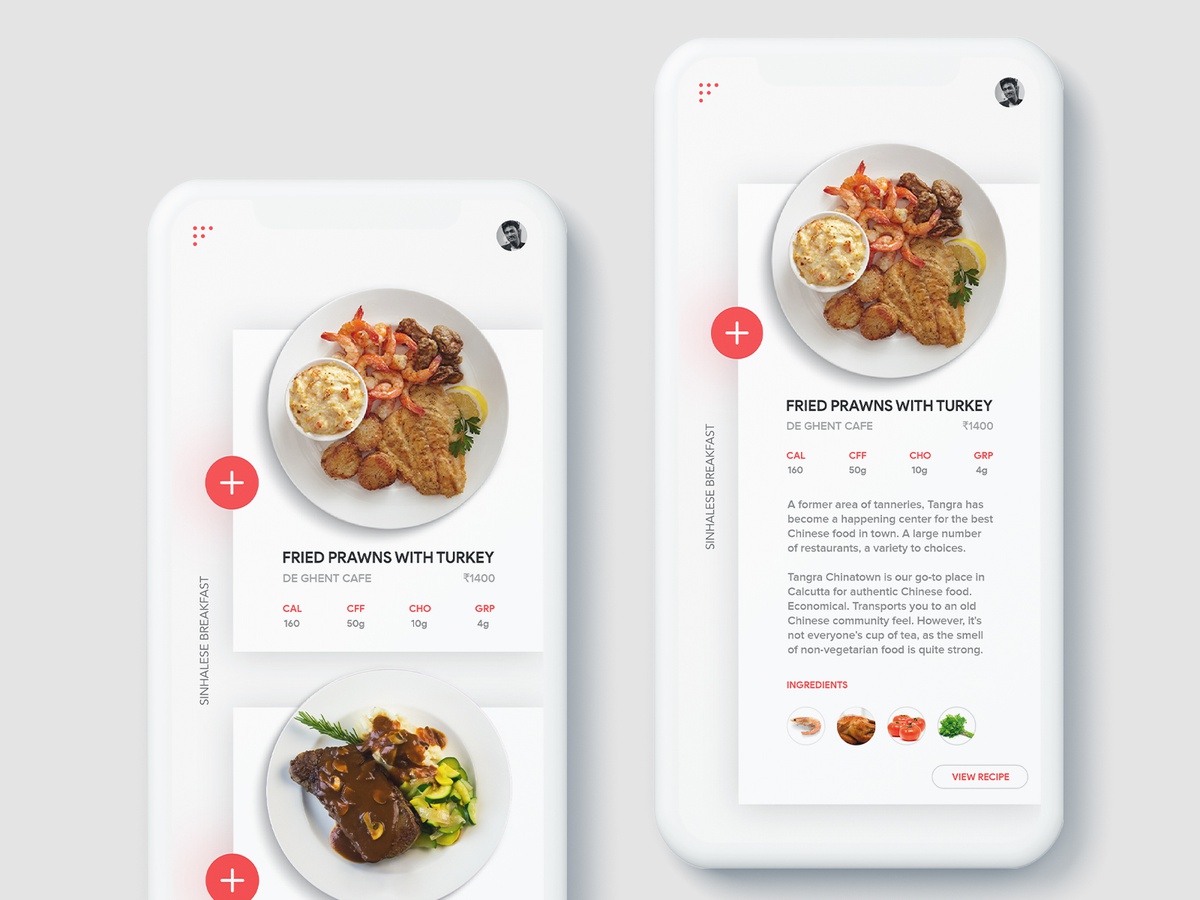 FRIED PRAWNS WITH TURKEY
DE GHENT CAFE ₹1400
CAL CFF CHO GRP
160 50g 10g 4g
SINHALESE BREAKFAST
FRIED PRAWNS WITH TURKEY
DE GHENT CAFE ₹1400
CAL CFF CHO GRP
160 50g 10g 4g
SINHALESE BREAKFAST
A former area of tanneries, Tangra has
become a happening center for the best
Chinese food in town. A large number
of restaurants, a variety to choices.
Tangra Chinatown is our go-to place in
Calcutta for authentic Chinese food.
Economical. Transports you to an old
Chinese community feel. However, it's
not everyone's cup of tea, as the smell
of non-vegetarian food is quite strong.
INGREDIENTS
VIEW RECIPE